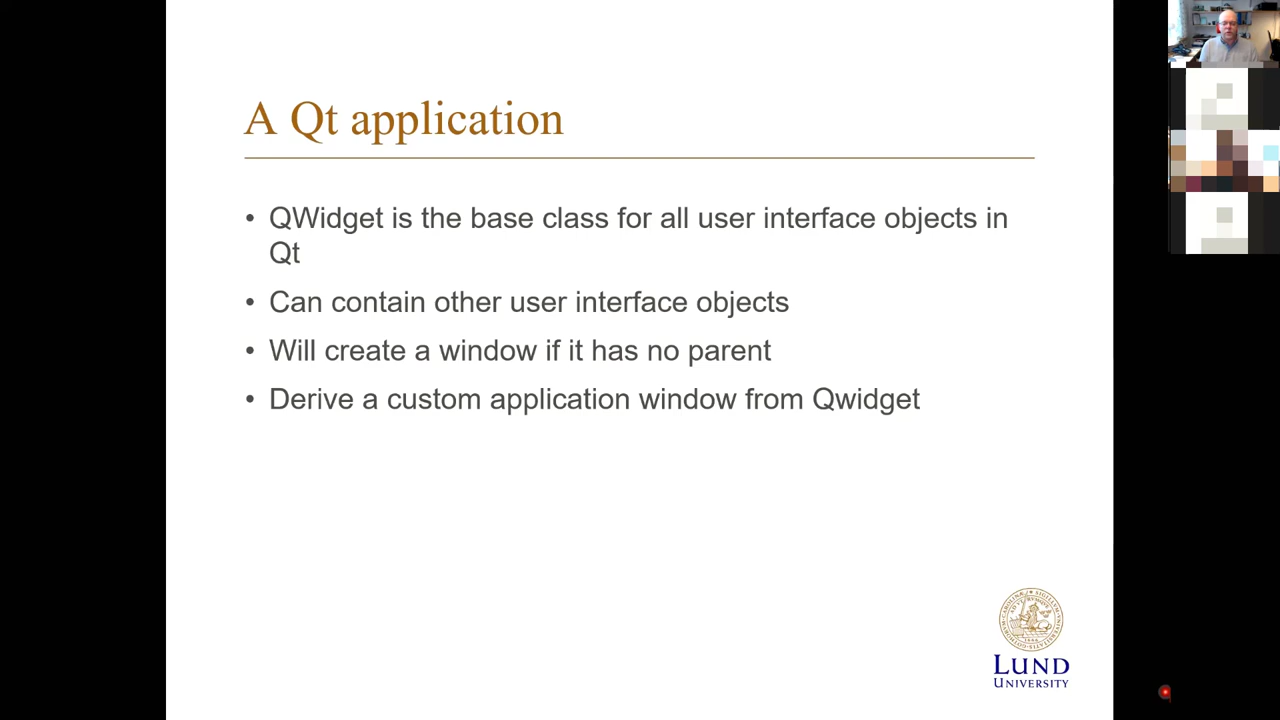 A Qt application
• QWidget is the base class for all user interface objects in
Qt
• Can contain other user interface objects
• Will create a window if it has no parent
• Derive a custom application window from Qwidget
LUND
UNIVERSITY